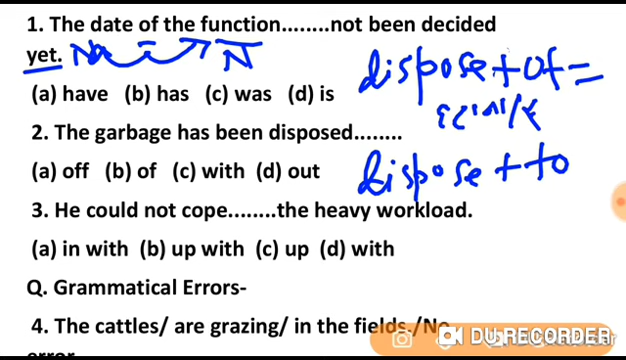 1. The date of the function........not been decided
yet.
N
dispose + of =
(a) have (b) has (c) was (d) is
2. The garbage has been disposed........
(a) off (b) of (c) with (d) out
dispose + to
3. He could not cope........the heavy workload.
(a) in with (b) up with (c) up (d) with
Q. Grammatical Errors-
4. The cattles/ are grazing/ in the fields./No
error
DU RECORDER